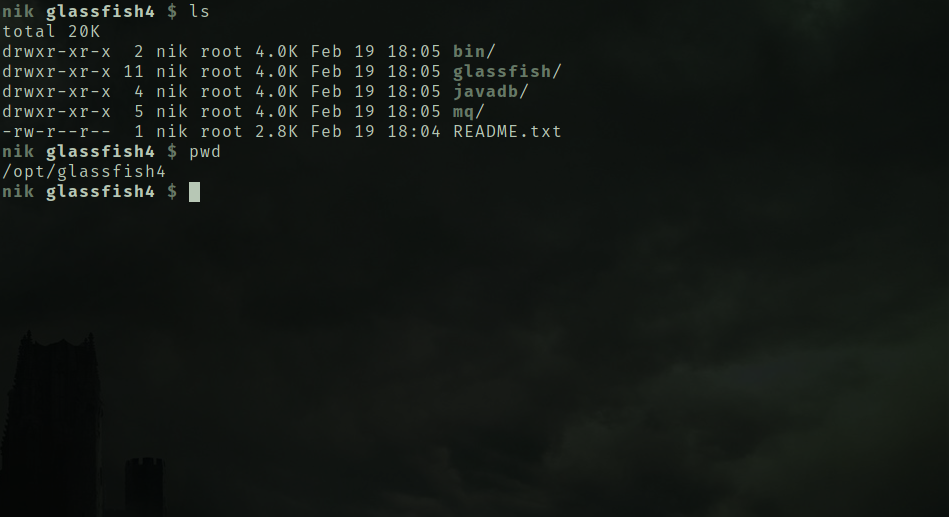 nik glassfish4 $ ls
total 20K
drwxr-xr-x  2 nik root 4.0K Feb 19 18:05 bin/
drwxr-xr-x 11 nik root 4.0K Feb 19 18:05 glassfish/
drwxr-xr-x  4 nik root 4.0K Feb 19 18:05 javadb/
drwxr-xr-x  5 nik root 4.0K Feb 19 18:05 mq/
-rw-r--r--  1 nik root 2.8K Feb 19 18:04 README.txt
nik glassfish4 $ pwd
/opt/glassfish4
nik glassfish4 $